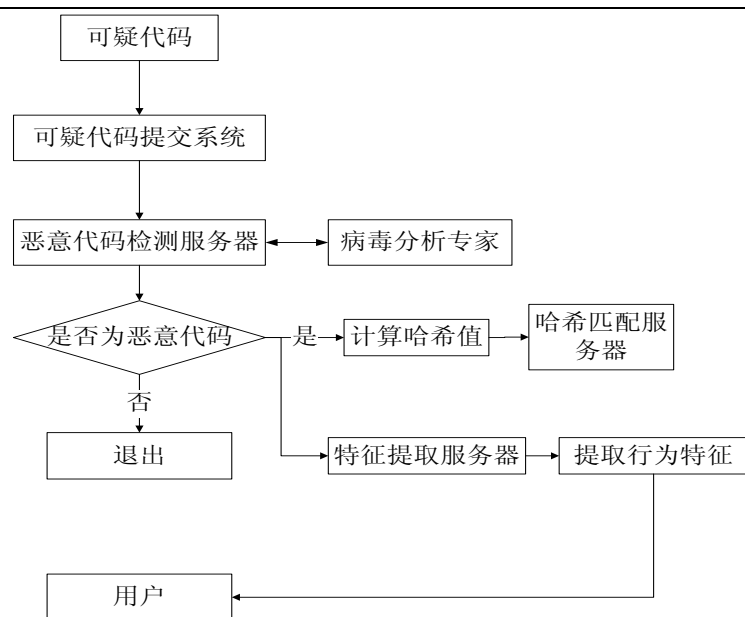 可疑代码
可疑代码提交系统
恶意代码检测服务器
病毒分析专家
是否为恶意代码
是
计算哈希值
哈希匹配服
务器
否
退出
特征提取服务器
提取行为特征
用户